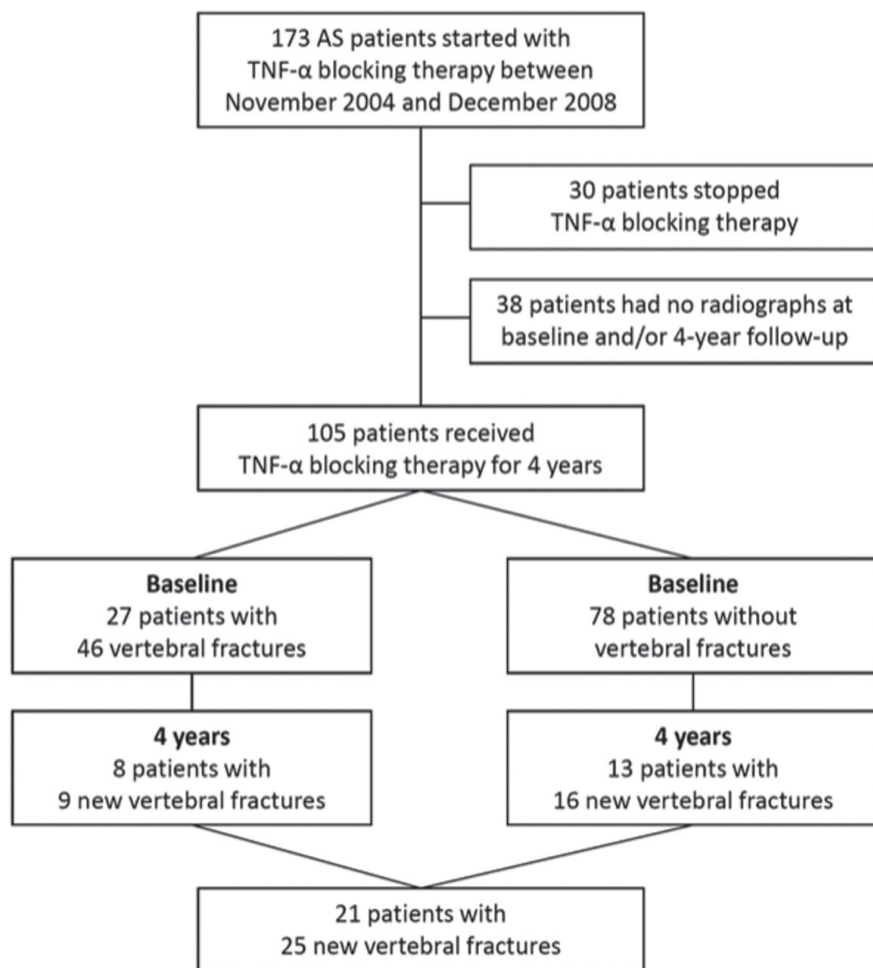 173 AS patients started with
TNF-α blocking therapy between
November 2004 and December 2008
30 patients stopped
TNF-α blocking therapy
38 patients had no radiographs at
baseline and/or 4-year follow-up
105 patients received
TNF-α blocking therapy for 4 years
Baseline
27 patients with
46 vertebral fractures
Baseline
78 patients without
vertebral fractures
4 years
8 patients with
9 new vertebral fractures
4 years
13 patients with
16 new vertebral fractures
21 patients with
25 new vertebral fractures